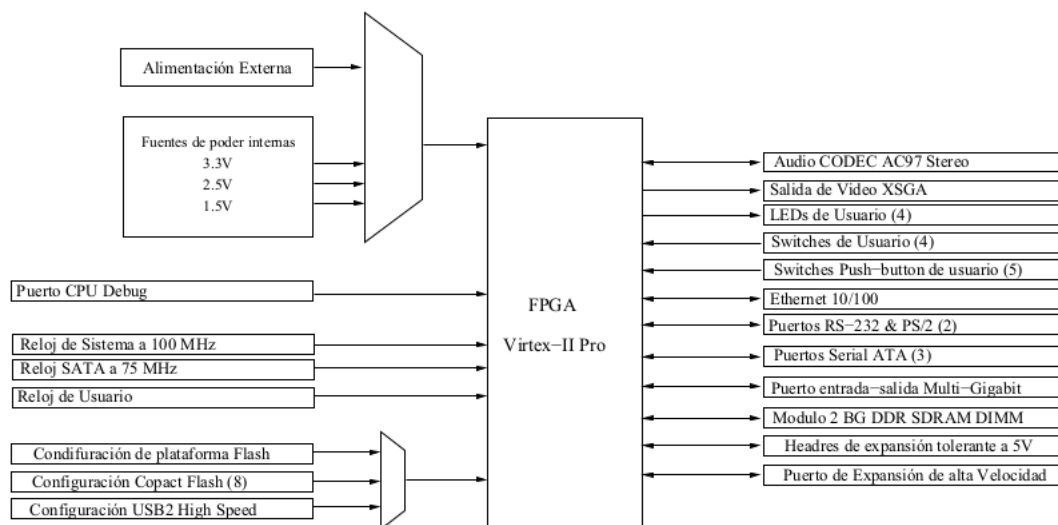 Alimentación Externa
Fuentes de poder internas
3.3V
2.5V
1.5V
Puerto CPU Debug
Reloj de Sistema a 100 MHz
Reloj SATA a 75 MHz
Reloj de Usuario
Condifuración de plataforma Flash
Configuración Copact Flash (8)
Configuración USB2 High Speed
FPGA
Virtex−II Pro
Audio CODEC AC97 Stereo
Salida de Video XSGA
LEDs de Usuario (4)
Switches de Usuario (4)
Switches Push−button de usuario (5)
Ethernet 10/100
Puertos RS−232 & PS/2 (2)
Puertos Serial ATA (3)
Puerto entrada−salida Multi−Gigabit
Modulo 2 BG DDR SDRAM DIMM
Headres de expansión tolerante a 5V
Puerto de Expansión de alta Velocidad